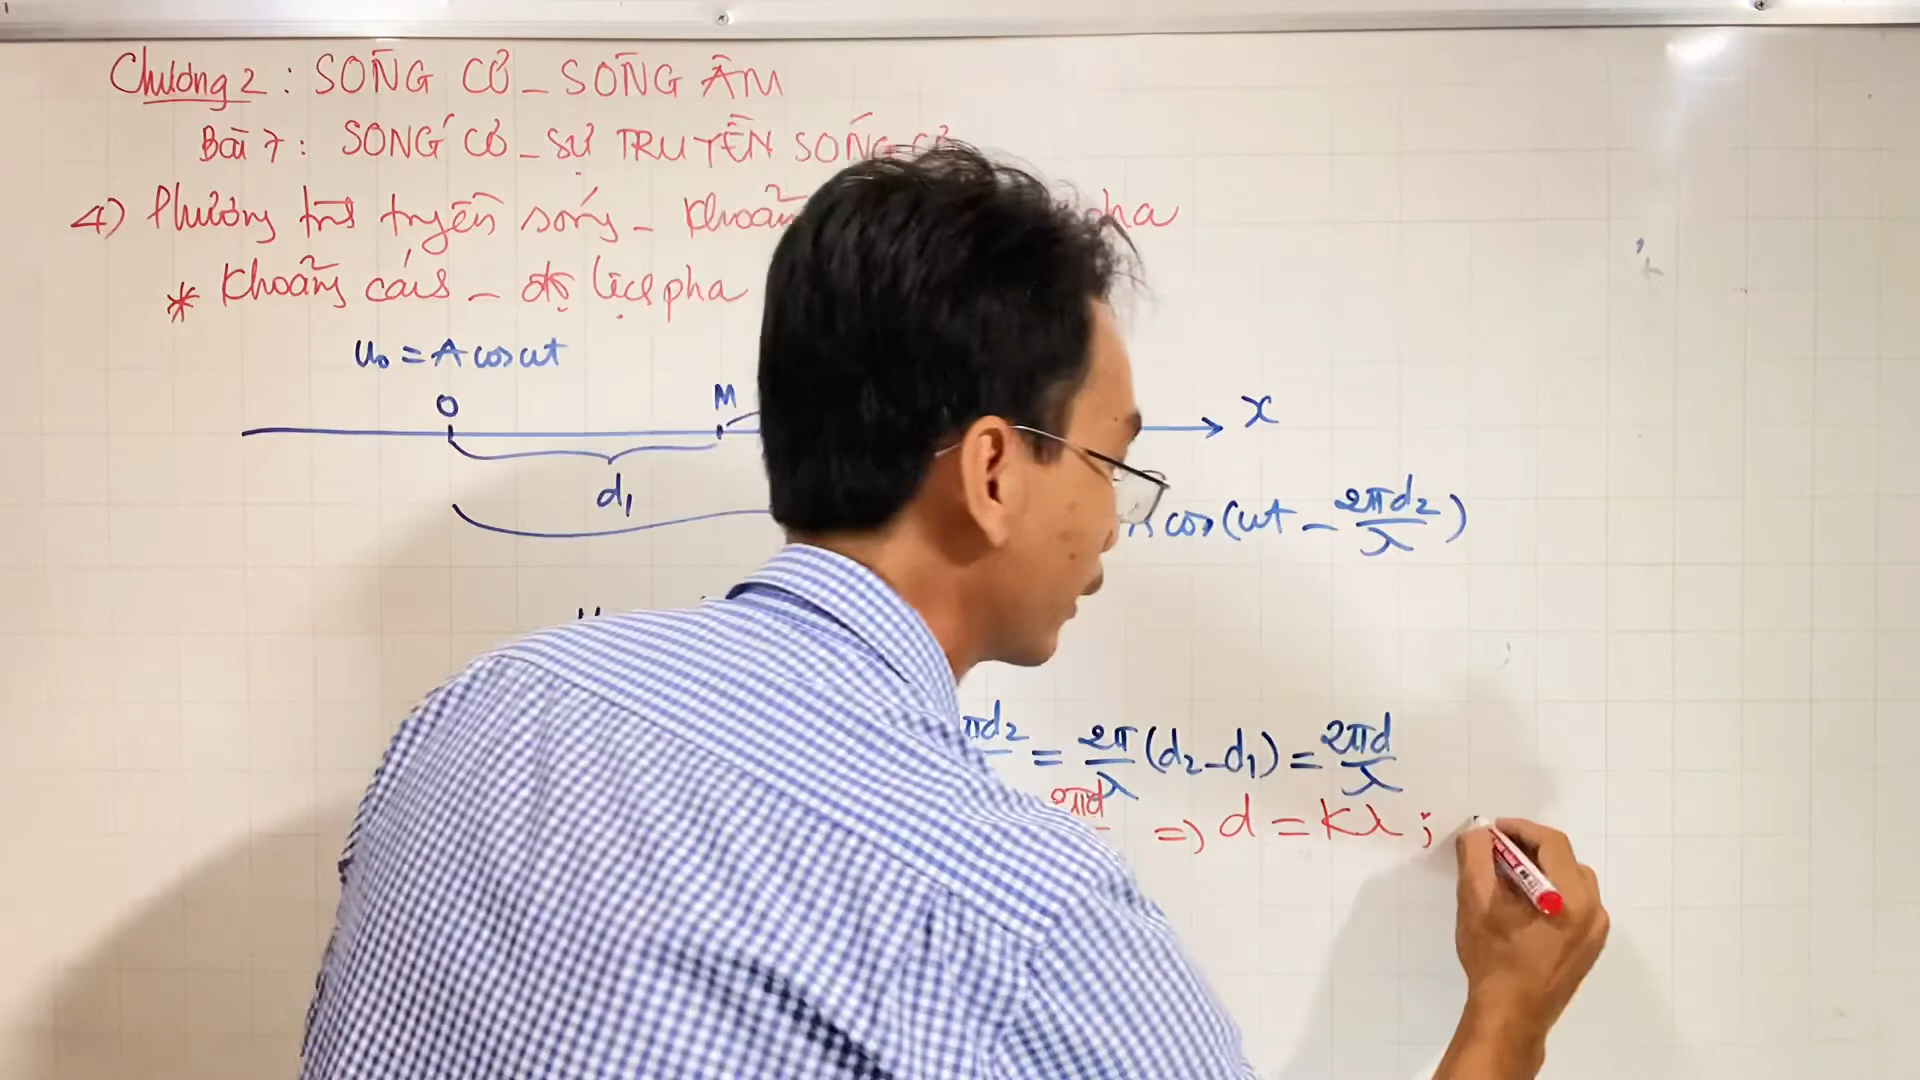 Chương 2 : SÓNG CƠ – SÓNG ÂM
Bài 7 : SÓNG CƠ – SỰ TRUYỀN SÓNG CƠ
4) Phương trình truyền sóng – Khoảng pha
* Khoảng cách – độ lệch pha
u₀ = A cos ωt
O M x
d₁
cos(ωt – 2πd₂/λ)
πd₂ = 2π/λ (d₂ – d₁) = 2πd/λ
2πd => d = kλ ;